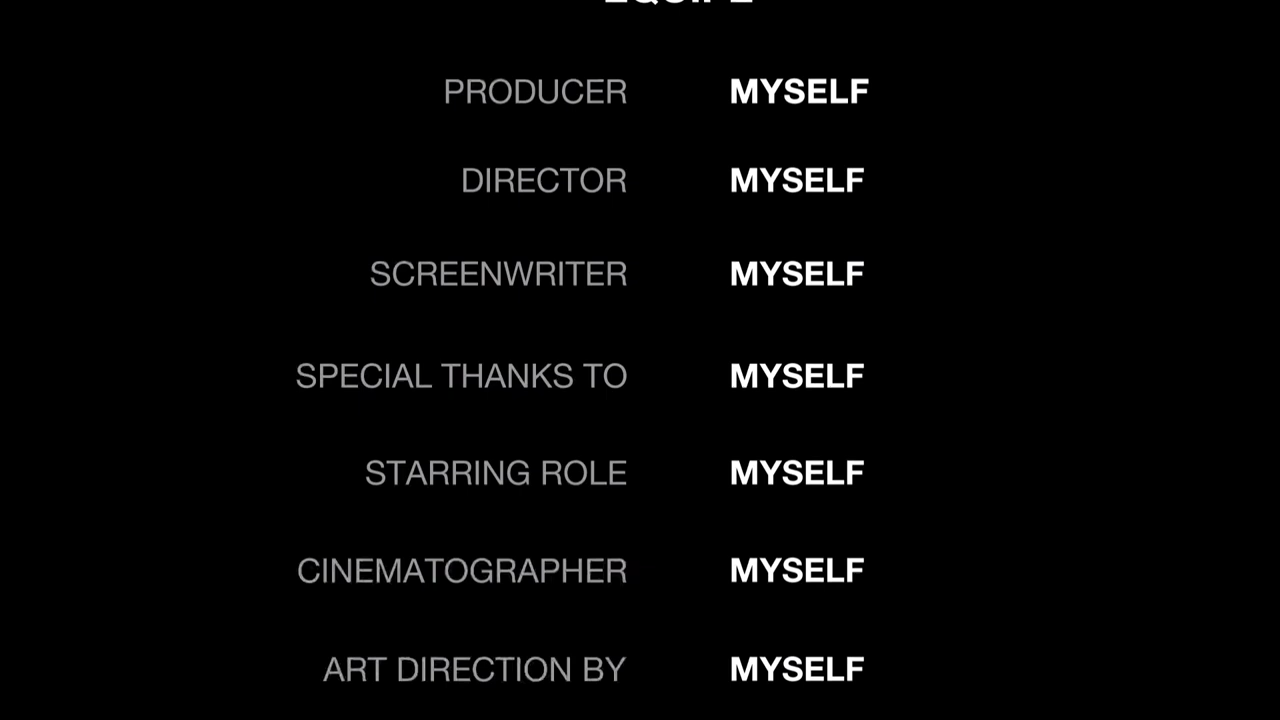 PRODUCER MYSELF
DIRECTOR MYSELF
SCREENWRITER MYSELF
SPECIAL THANKS TO MYSELF
STARRING ROLE MYSELF
CINEMATOGRAPHER MYSELF
ART DIRECTION BY MYSELF